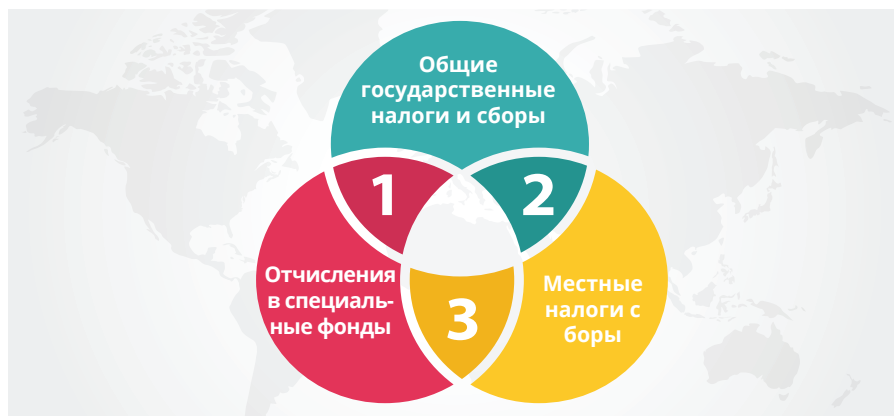 Общие
государственные
налоги и сборы
1
2
Отчисления
в специаль-
ные фонды
3
Местные
налоги с
боры